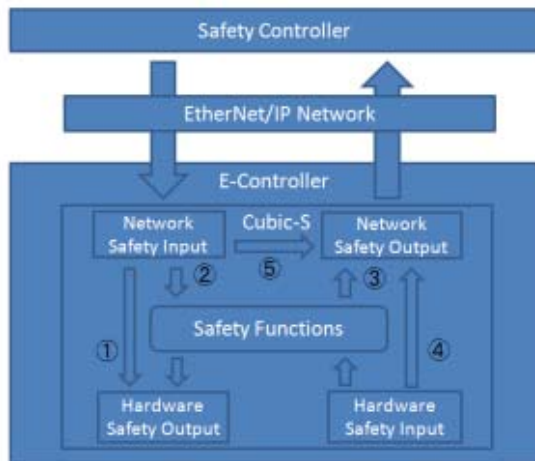 Safety Controller
EtherNet/IP Network
E-Controller
Network
Safety Input
Cubic-S
Network
Safety Output
②
⑤
③
Safety Functions
①
④
Hardware
Safety Output
Hardware
Safety Input